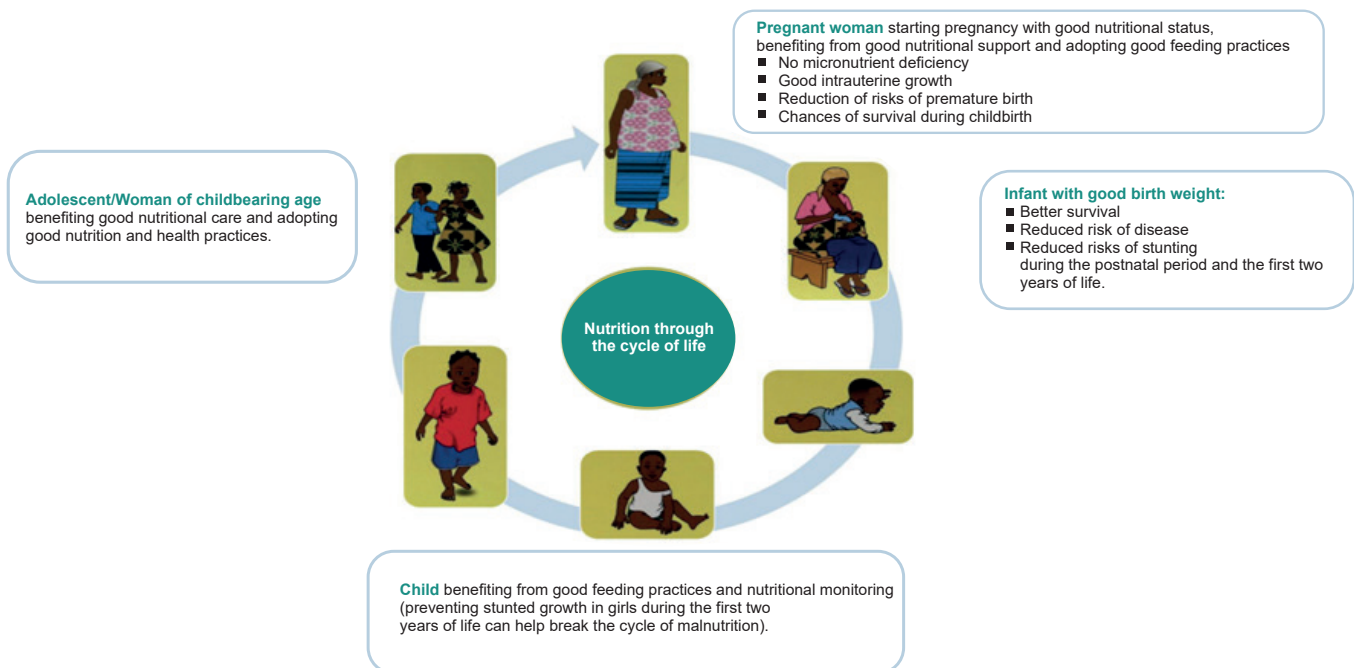 Pregnant woman starting pregnancy with good nutritional status,
benefiting from good nutritional support and adopting good feeding practices
■ No micronutrient deficiency
■ Good intrauterine growth
■ Reduction of risks of premature birth
■ Chances of survival during childbirth
Adolescent/Woman of childbearing age
benefiting good nutritional care and adopting
good nutrition and health practices.
Infant with good birth weight:
■ Better survival
■ Reduced risk of disease
■ Reduced risks of stunting
during the postnatal period and the first two
years of life.
Nutrition through
the cycle of life
Child benefiting from good feeding practices and nutritional monitoring
(preventing stunted growth in girls during the first two
years of life can help break the cycle of malnutrition).